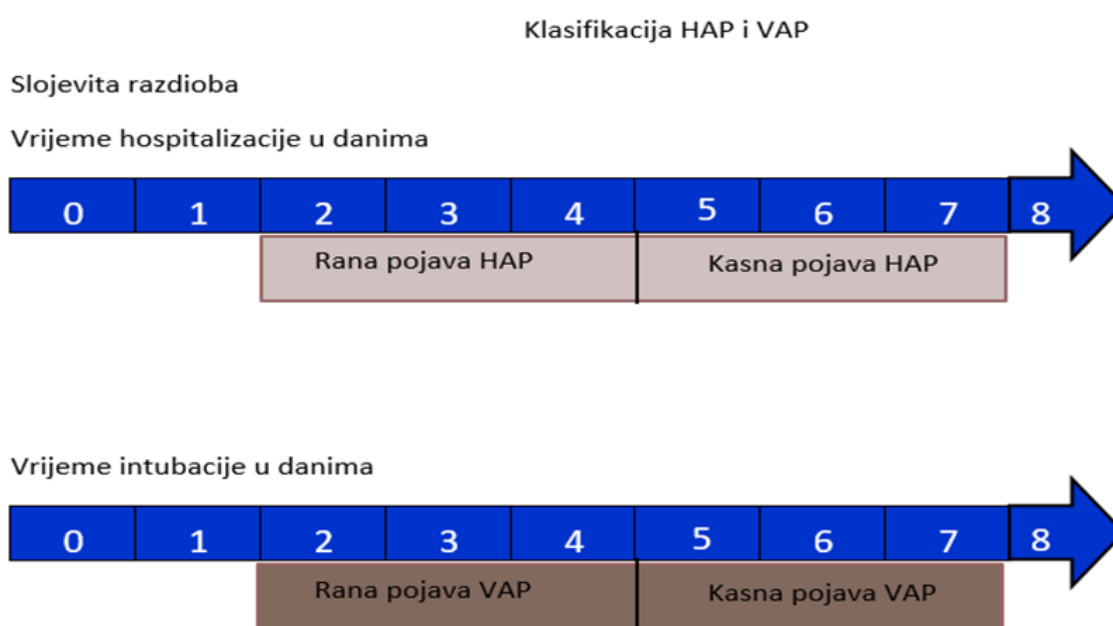 Klasifikacija HAP i VAP
Slojevita razdioba
Vrijeme hospitalizacije u danima
0 1 2 3 4 5 6 7 8
Rana pojava HAP Kasna pojava HAP
Vrijeme intubacije u danima
0 1 2 3 4 5 6 7 8
Rana pojava VAP Kasna pojava VAP